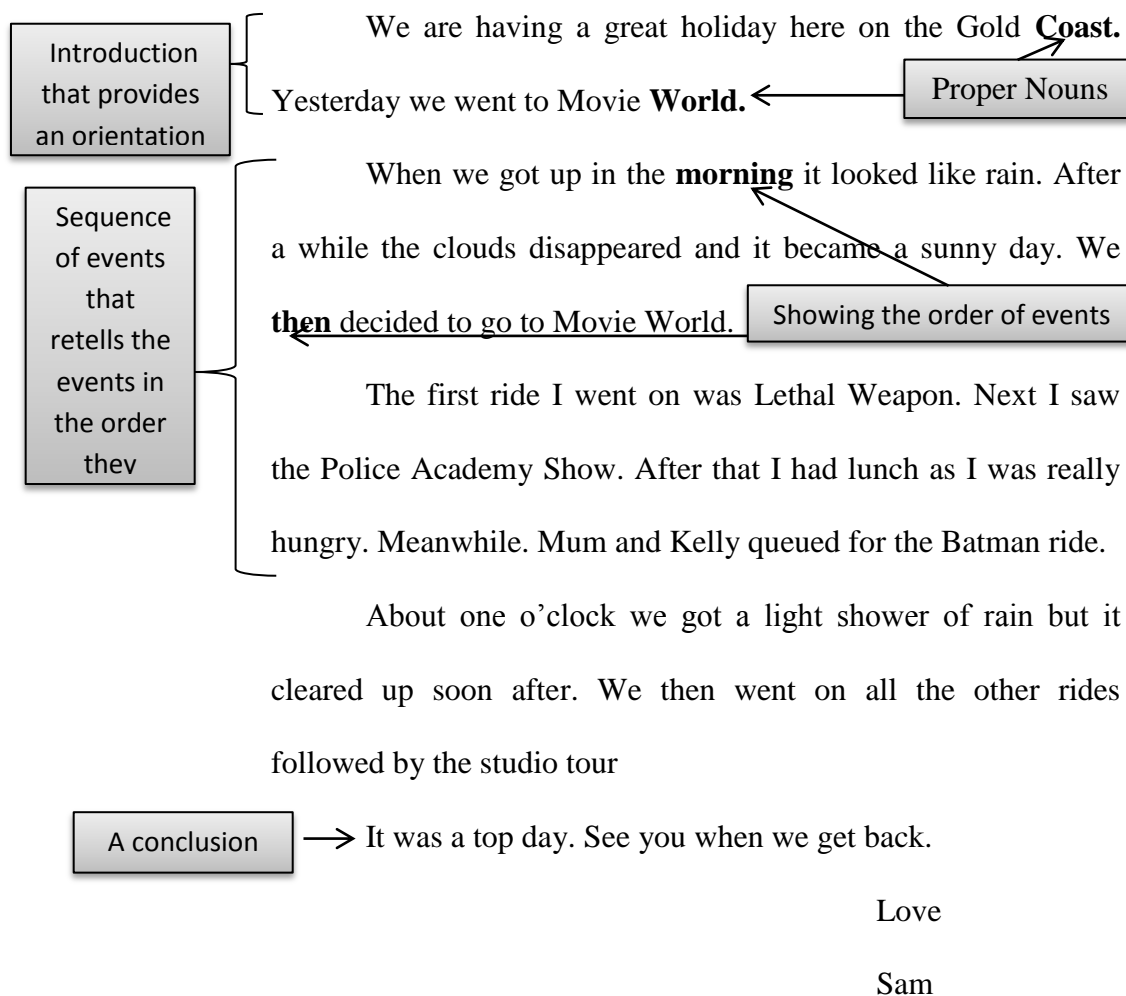 We are having a great holiday here on the Gold Coast.
Introduction
that provides
an orientation
Yesterday we went to Movie World.
Proper Nouns
When we got up in the morning it looked like rain. After
a while the clouds disappeared and it became a sunny day. We
then decided to go to Movie World.
Showing the order of events
Sequence
of events
that
retells the
events in
the order
they
The first ride I went on was Lethal Weapon. Next I saw
the Police Academy Show. After that I had lunch as I was really
hungry. Meanwhile. Mum and Kelly queued for the Batman ride.
About one o’clock we got a light shower of rain but it
cleared up soon after. We then went on all the other rides
followed by the studio tour
A conclusion
It was a top day. See you when we get back.
Love
Sam